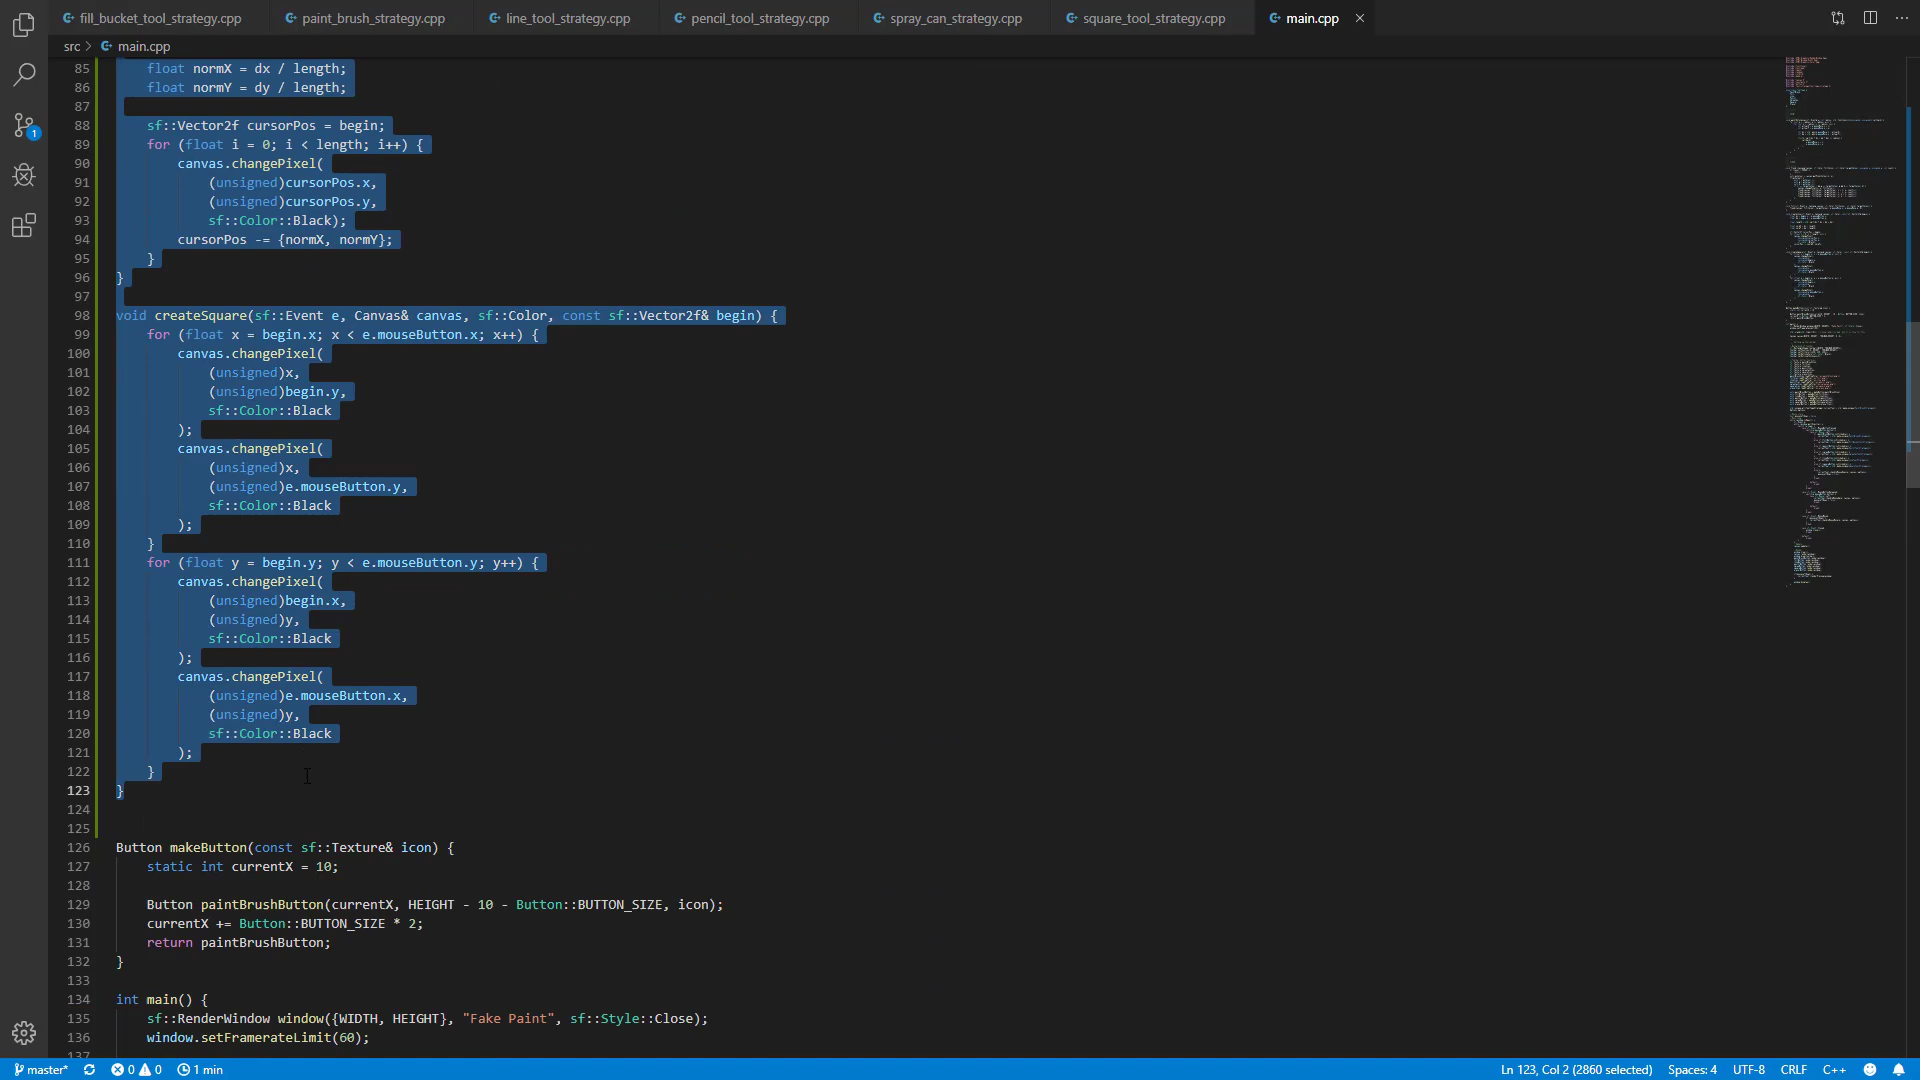 fill_bucket_tool_strategy.cpp paint_brush_strategy.cpp line_tool_strategy.cpp pencil_tool_strategy.cpp spray_can_strategy.cpp square_tool_strategy.cpp main.cpp
src > main.cpp
85 float normX = dx / length;
86 float normY = dy / length;
87
88 sf::Vector2f cursorPos = begin;
89 for (float i = 0; i < length; i++) {
90 canvas.changePixel(
91 (unsigned)cursorPos.x,
92 (unsigned)cursorPos.y,
93 sf::Color::Black);
94 cursorPos -= {normX, normY};
95 }
96 }
97
98 void createSquare(sf::Event e, Canvas& canvas, sf::Color, const sf::Vector2f& begin) {
99 for (float x = begin.x; x < e.mouseButton.x; x++) {
100 canvas.changePixel(
101 (unsigned)x,
102 (unsigned)begin.y,
103 sf::Color::Black
104 );
105 canvas.changePixel(
106 (unsigned)x,
107 (unsigned)e.mouseButton.y,
108 sf::Color::Black
109 );
110 }
111 for (float y = begin.y; y < e.mouseButton.y; y++) {
112 canvas.changePixel(
113 (unsigned)begin.x,
114 (unsigned)y,
115 sf::Color::Black
116 );
117 canvas.changePixel(
118 (unsigned)e.mouseButton.x,
119 (unsigned)y,
120 sf::Color::Black
121 );
122 }
123 }
124
125
126 Button makeButton(const sf::Texture& icon) {
127 static int currentX = 10;
128
129 Button paintBrushButton(currentX, HEIGHT - 10 - Button::BUTTON_SIZE, icon);
130 currentX += Button::BUTTON_SIZE * 2;
131 return paintBrushButton;
132 }
133
134 int main() {
135 sf::RenderWindow window({WIDTH, HEIGHT}, "Fake Paint", sf::Style::Close);
136 window.setFramerateLimit(60);
137
1
master* 0 0 1 min Ln 123, Col 2 (2860 selected) Spaces: 4 UTF-8 CRLF C++